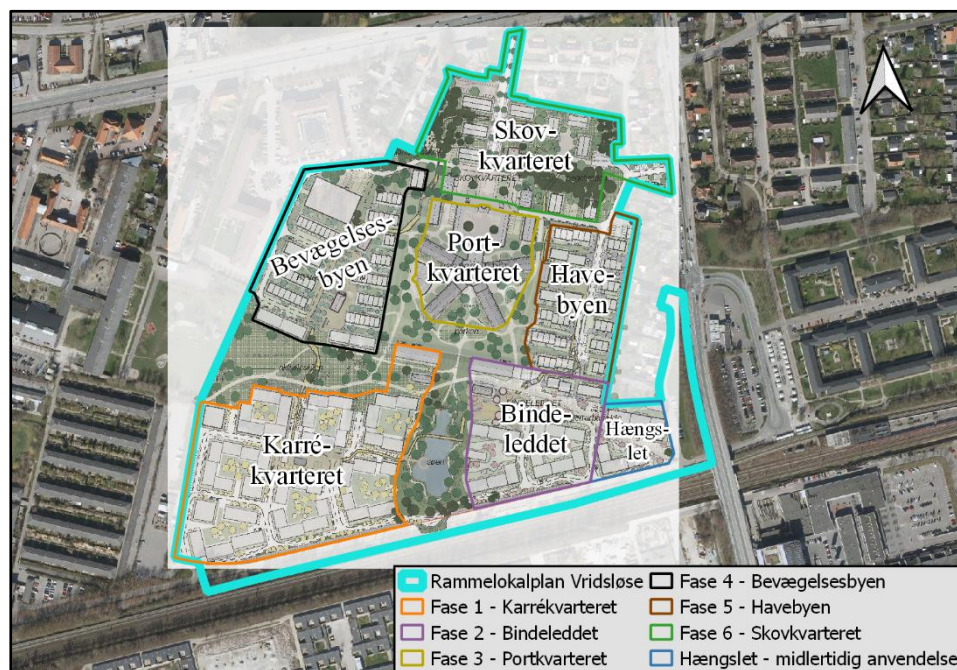 Skov-
kvarteret
Bevægelses-
byen
Port-
kvarteret
Have-
byen
Karré-
kvarteret
Binde-
leddet
Hængs-
let
Rammelokalplan Vridsløse
Fase 1 - Karrékvarteret
Fase 2 - Bindeleddet
Fase 3 - Portkvarteret
Fase 4 - Bevægelsesbyen
Fase 5 - Havebyen
Fase 6 - Skovkvarteret
Hængslet - midlertidig anvendelse